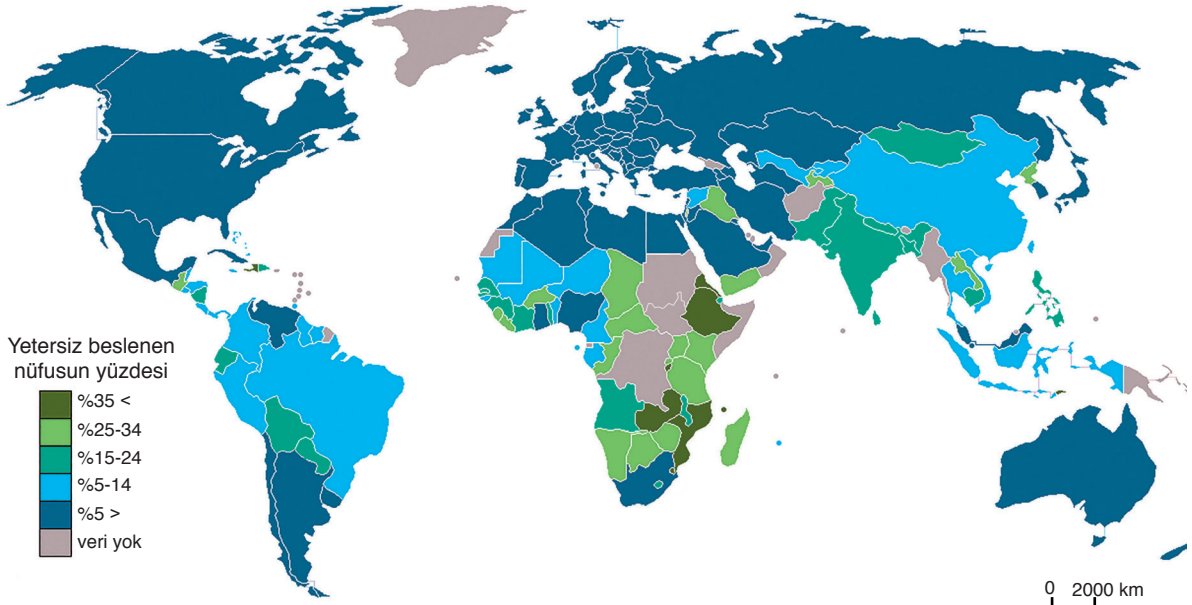 Yetersiz beslenen
nüfusun yüzdesi
%35 <
%25-34
%15-24
%5-14
%5 >
veri yok
0 2000 km